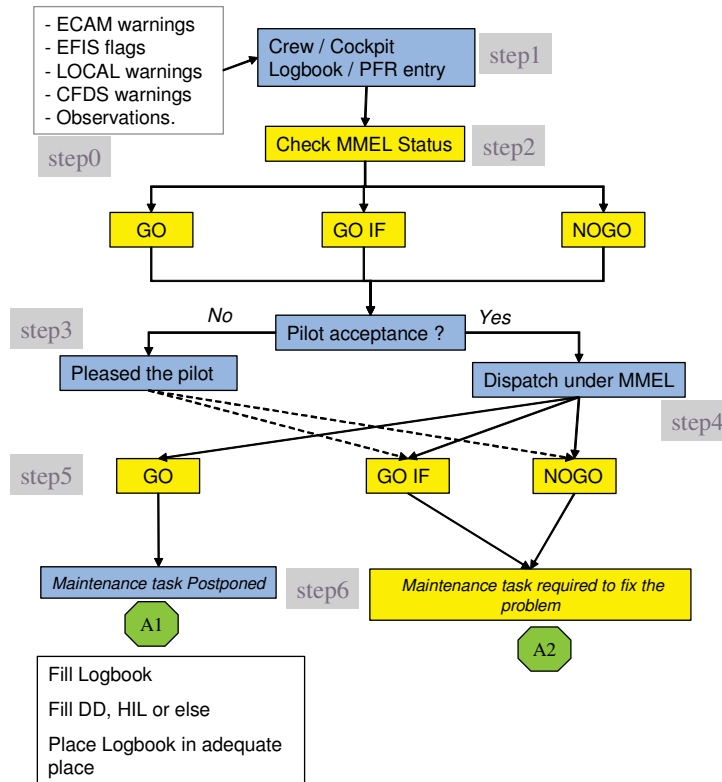 - ECAM warnings
- EFIS flags
- LOCAL warnings
- CFDS warnings
- Observations.
step0
Crew / Cockpit
Logbook / PFR entry
step1
Check MMEL Status
step2
GO
GO IF
NOGO
step3
No
Pilot acceptance ?
Yes
Pleased the pilot
Dispatch under MMEL
step4
step5
GO
GO IF
NOGO
Maintenance task Postponed
step6
Maintenance task required to fix the
problem
A1
A2
Fill Logbook
Fill DD, HIL or else
Place Logbook in adequate
place